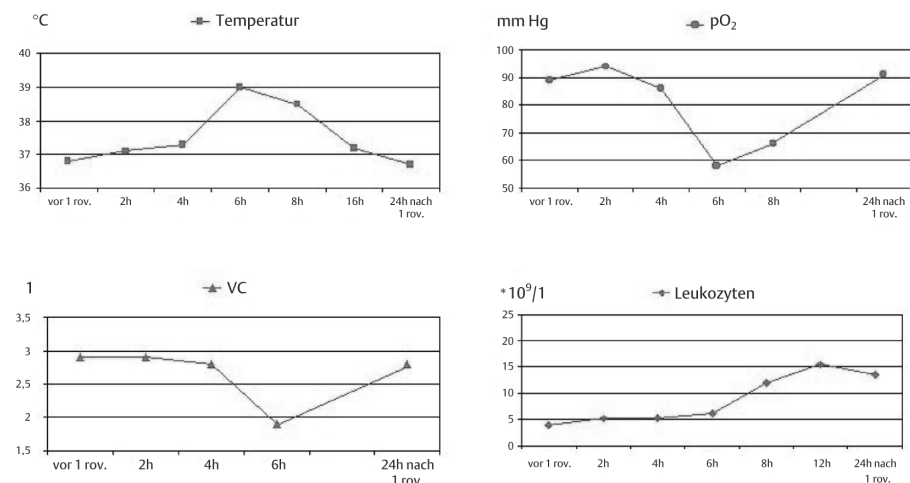 °C
Temperatur
40
39
38
37
36
vor 1 rov.
2h
4h
6h
8h
16h
24h nach
1 rov.
mm Hg
pO₂
100
90
80
70
60
50
vor 1 rov.
2h
4h
6h
8h
24h nach
1 rov.
1
VC
3,5
3
2,5
2
1,5
vor 1 rov.
2h
4h
6h
24h nach
1 rov.
*10⁹/1
Leukozyten
25
20
15
10
5
0
vor 1 rov.
2h
4h
6h
8h
12h
24h nach
1 rov.